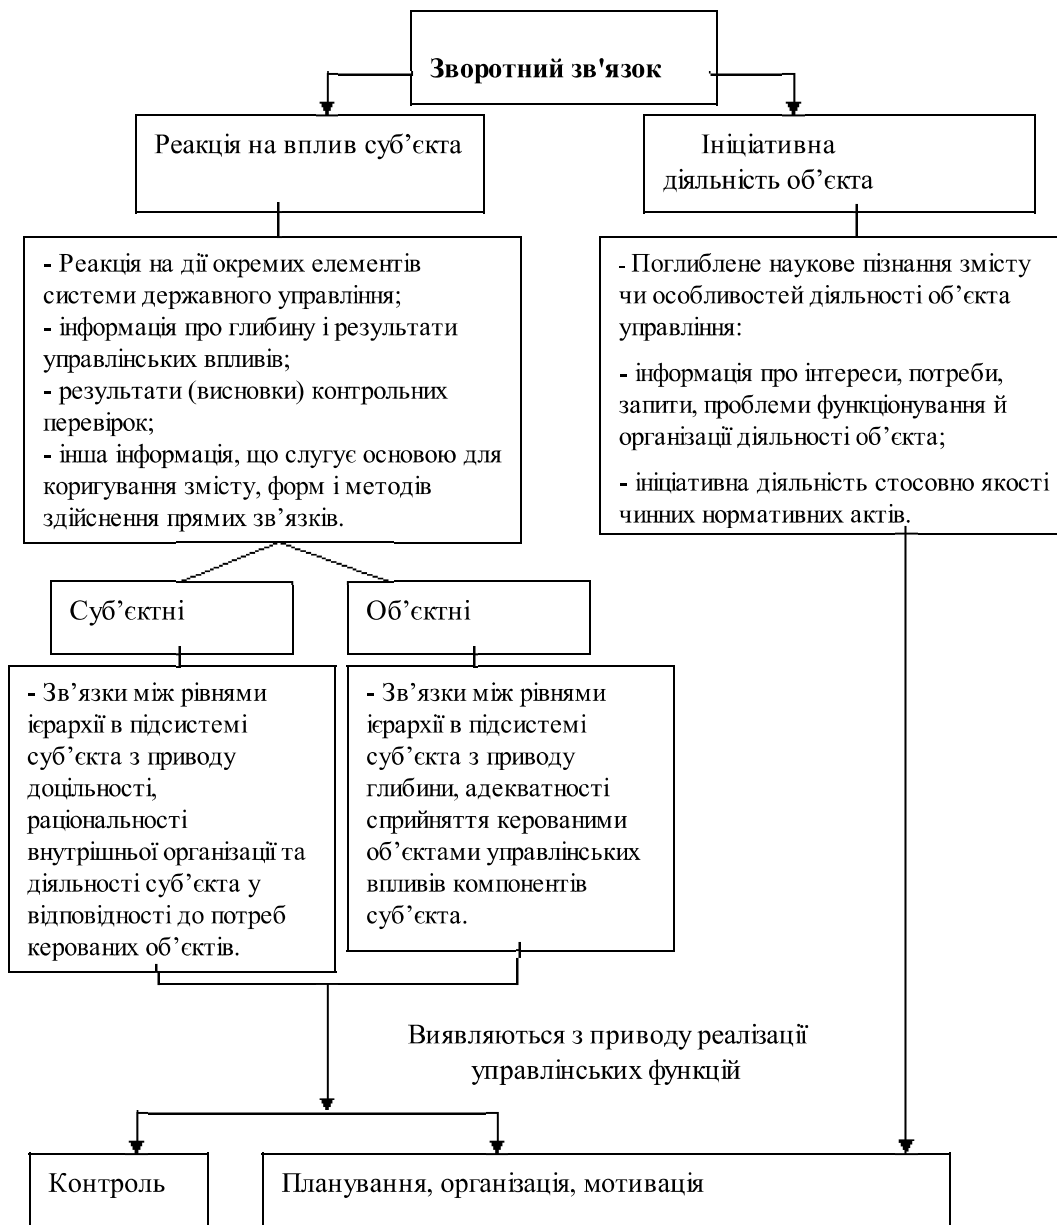 Зворотний зв'язок
Реакція на вплив суб’єкта
Ініціативна
діяльність об’єкта
- Реакція на дії окремих елементів
системи державного управління;
- інформація про глибину і результати
управлінських впливів;
- результати (висновки) контрольних
перевірок;
- інша інформація, що слугує основою для
коригування змісту, форм і методів
здійснення прямих зв’язків.
- Поглиблене наукове пізнання змісту
чи особливостей діяльності об’єкта
управління:
- інформація про інтереси, потреби,
запити, проблеми функціонування й
організації діяльності об’єкта;
- ініціативна діяльність стосовно якості
чинних нормативних актів.
Суб’єктні
Об’єктні
- Зв’язки між рівнями
ієрархії в підсистемі
суб’єкта з приводу
доцільності,
раціональності
внутрішньої організації та
діяльності суб’єкта у
відповідності до потреб
керованих об’єктів.
- Зв’язки між рівнями
ієрархії в підсистемі
суб’єкта з приводу
глибини, адекватності
сприйняття керованими
об’єктами управлінських
впливів компонентів
суб’єкта.
Виявляються з приводу реалізації
управлінських функцій
Контроль
Планування, організація, мотивація